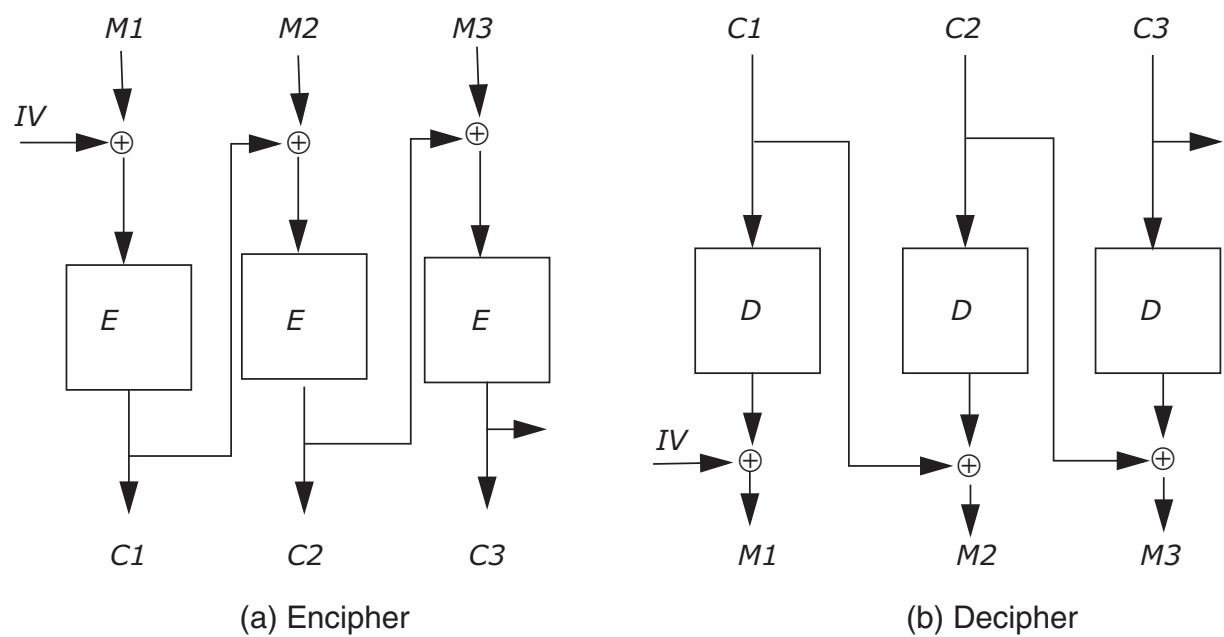 M1 M2 M3
IV
E E E
C1 C2 C3
(a) Encipher
C1 C2 C3
D D D
IV
M1 M2 M3
(b) Decipher